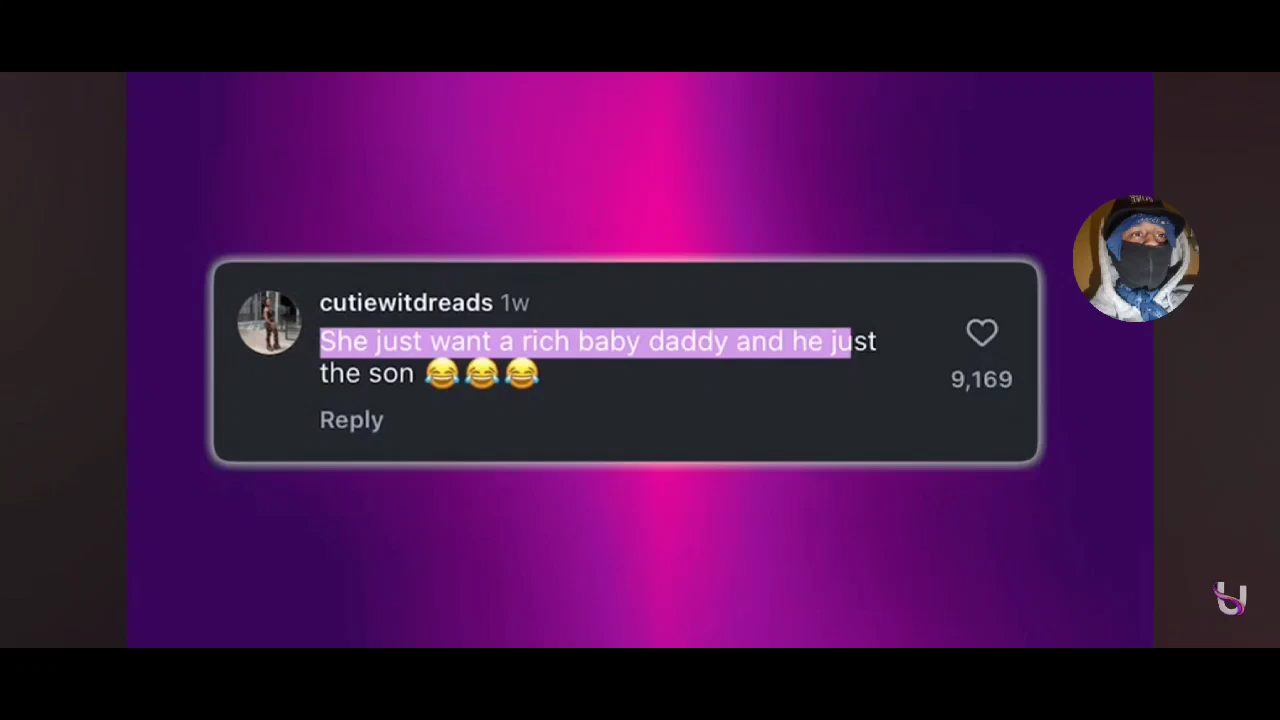 cutiewitdreads 1w
She just want a rich baby daddy and he just
the son 😂😂😂
9,169
Reply